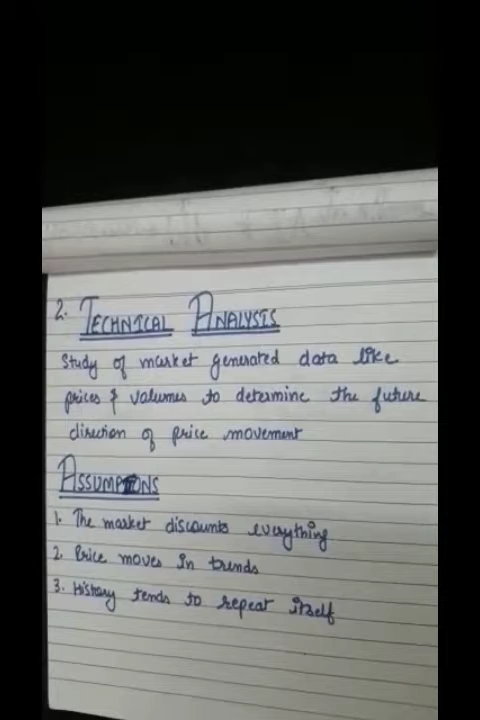 2. TECHNICAL ANALYSIS
Study of market generated data like
prices & volumes to determine the future
direction of price movement
ASSUMPTIONS
1. The market discounts everything
2. Price moves in trends
3. History tends to repeat itself